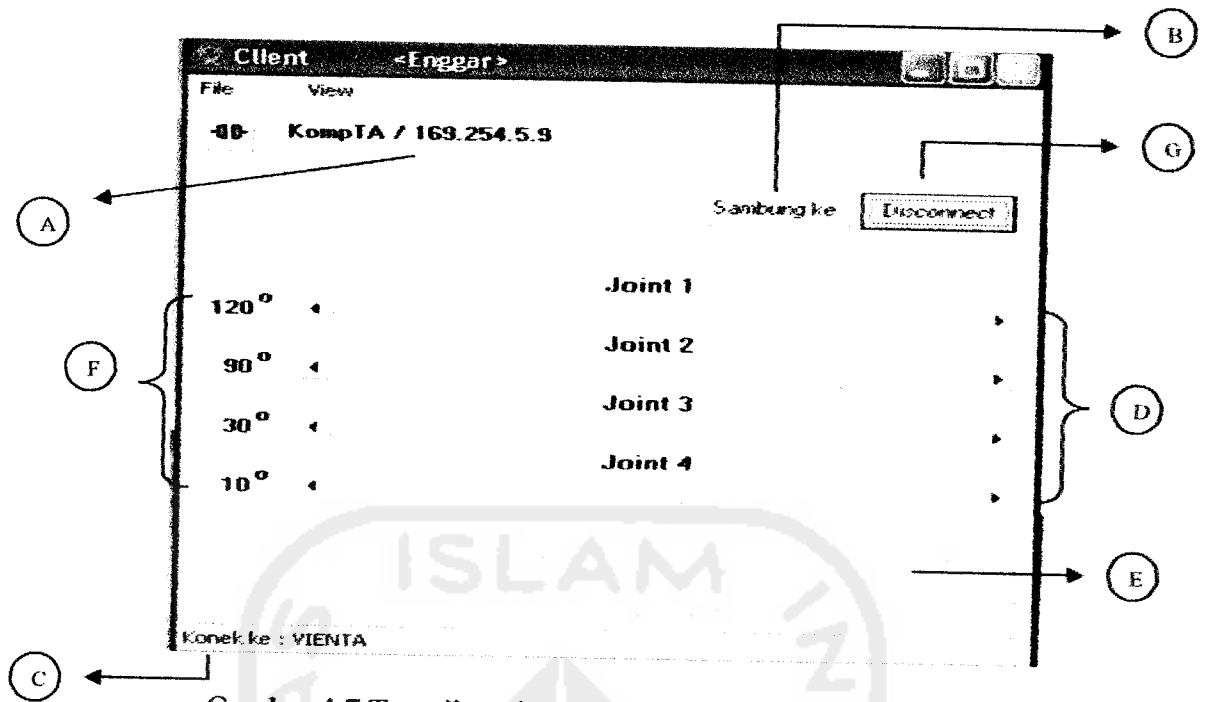 B
Client <Enggar>
File View
KompTA / 169.254.5.9
G
A
Sambung ke Disconnect
Joint 1
120°
Joint 2
F
90°
Joint 3
D
30°
Joint 4
10°
ISLAM
E
Konek ke : VIENTA
C